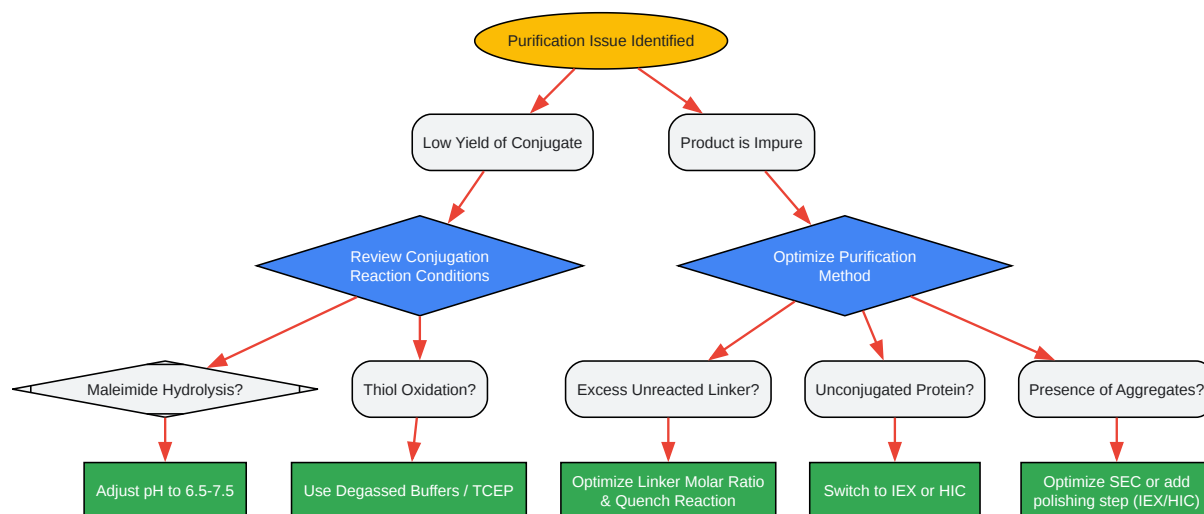 Purification Issue Identified
Low Yield of Conjugate
Product is Impure
Review Conjugation
Reaction Conditions
Optimize Purification
Method
Maleimide Hydrolysis?
Thiol Oxidation?
Excess Unreacted Linker?
Unconjugated Protein?
Presence of Aggregates?
Adjust pH to 6.5-7.5
Use Degassed Buffers / TCEP
Optimize Linker Molar Ratio
& Quench Reaction
Switch to IEX or HIC
Optimize SEC or add
polishing step (IEX/HIC)